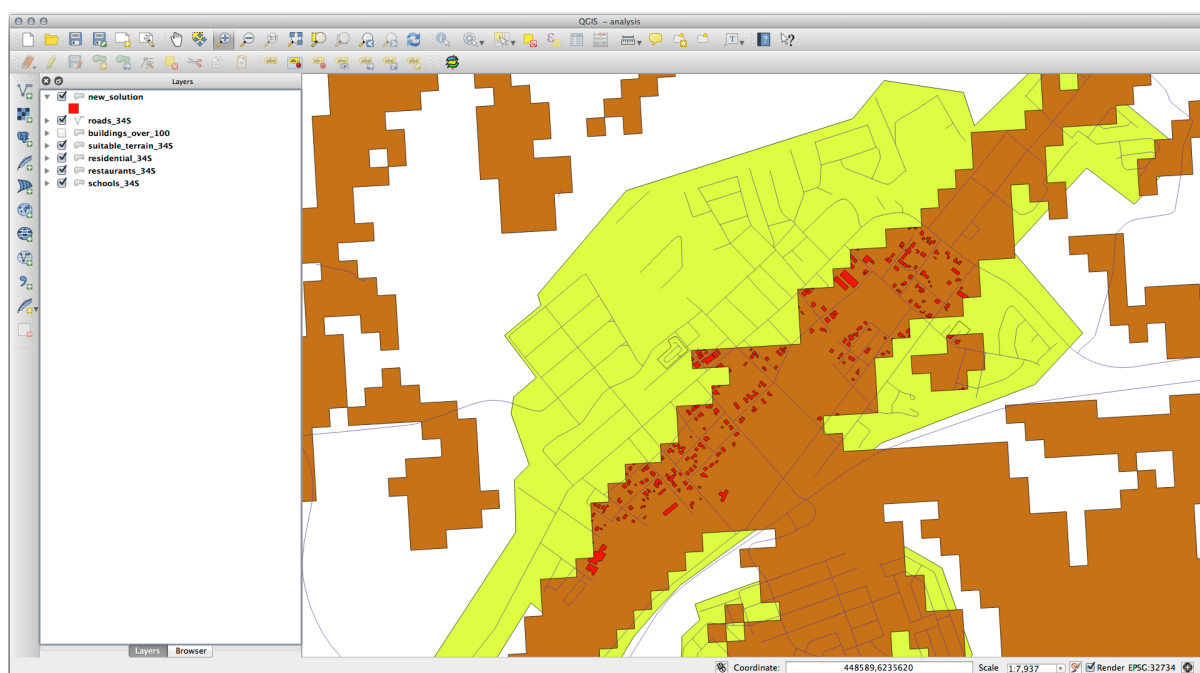 QGIS - analysis
Layers
new_solution
roads_34S
buildings_over_100
suitable_terrain_34S
residential_34S
restaurants_34S
schools_34S
Layers
Browser
Coordinate:
448589,6235620
Scale
1:7,937
Render
EPSG:32734